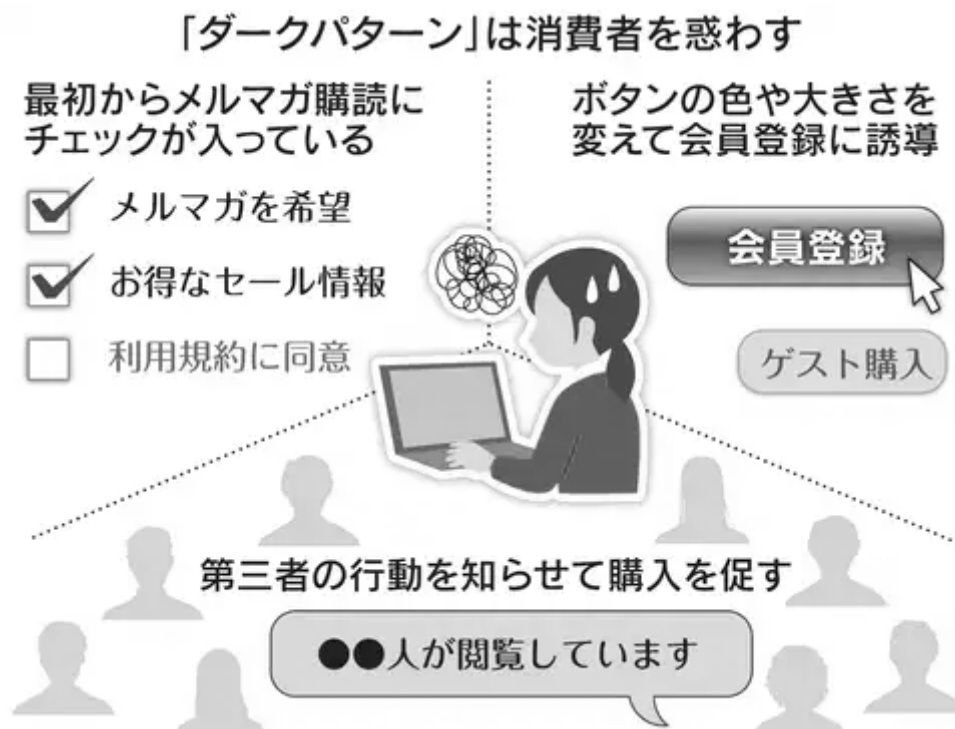 「ダークパターン」は消費者を惑わす
最初からメルマガ購読に
チェックが入っている
メルマガを希望
お得なセール情報
利用規約に同意
ボタンの色や大きさを
変えて会員登録に誘導
会員登録
ゲスト購入
第三者の行動を知らせて購入を促す
●●人が閲覧しています